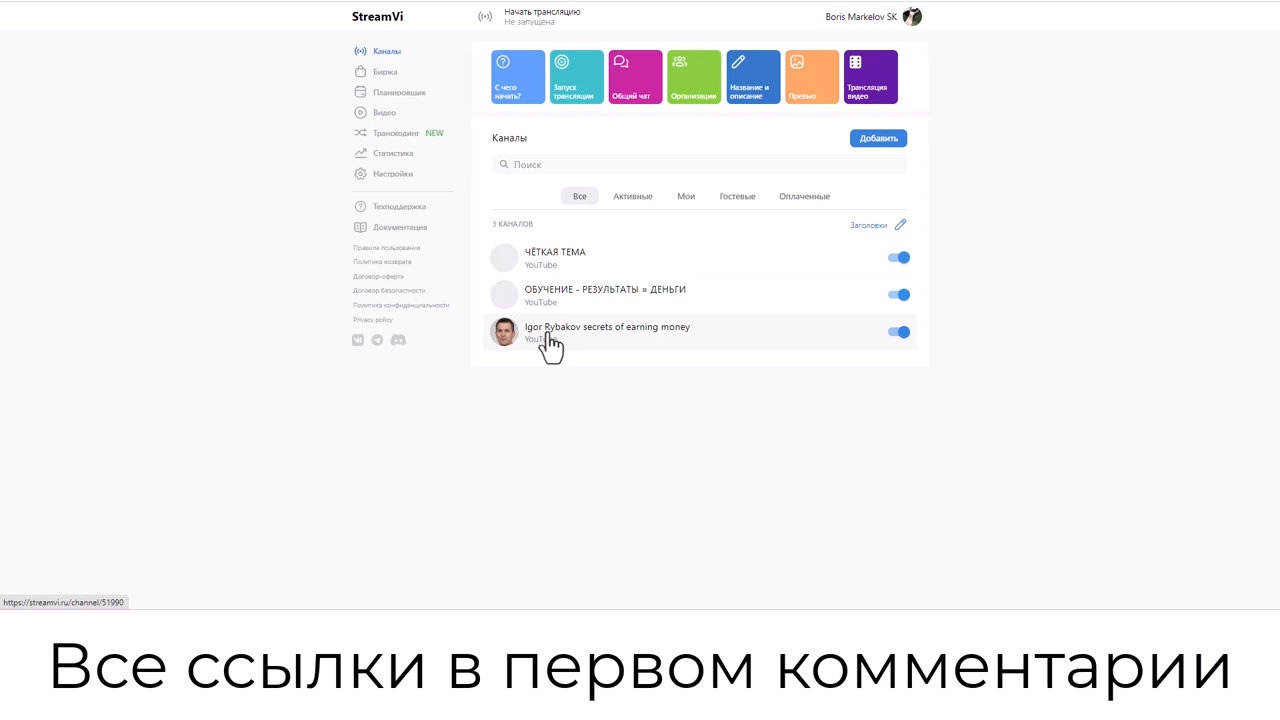 StreamVi
Начать трансляцию
Не запущена
Boris Markelov SK
Каналы
Биржа
Планировщик
Видео
Транскодинг NEW
Статистика
Настройки
Техподдержка
Документация
Правила пользования
Политика возврата
Договор-оферта
Договор безопастности
Политика конфиденциальности
Privacy policy
С чего
начать?
Запуск
трансляции
Общий чат
Организации
Название и
описание
Превью
Трансляция
видео
Каналы
Добавить
Поиск
Все
Активные
Мои
Гостевые
Оплаченные
3 КАНАЛОВ
Заголовки
ЧЁТКАЯ ТЕМА
YouTube
ОБУЧЕНИЕ - РЕЗУЛЬТАТЫ = ДЕНЬГИ
YouTube
Igor Rybakov secrets of earning money
YouTube
https://streamvi.ru/channel/51990
Все ссылки в первом комментарии